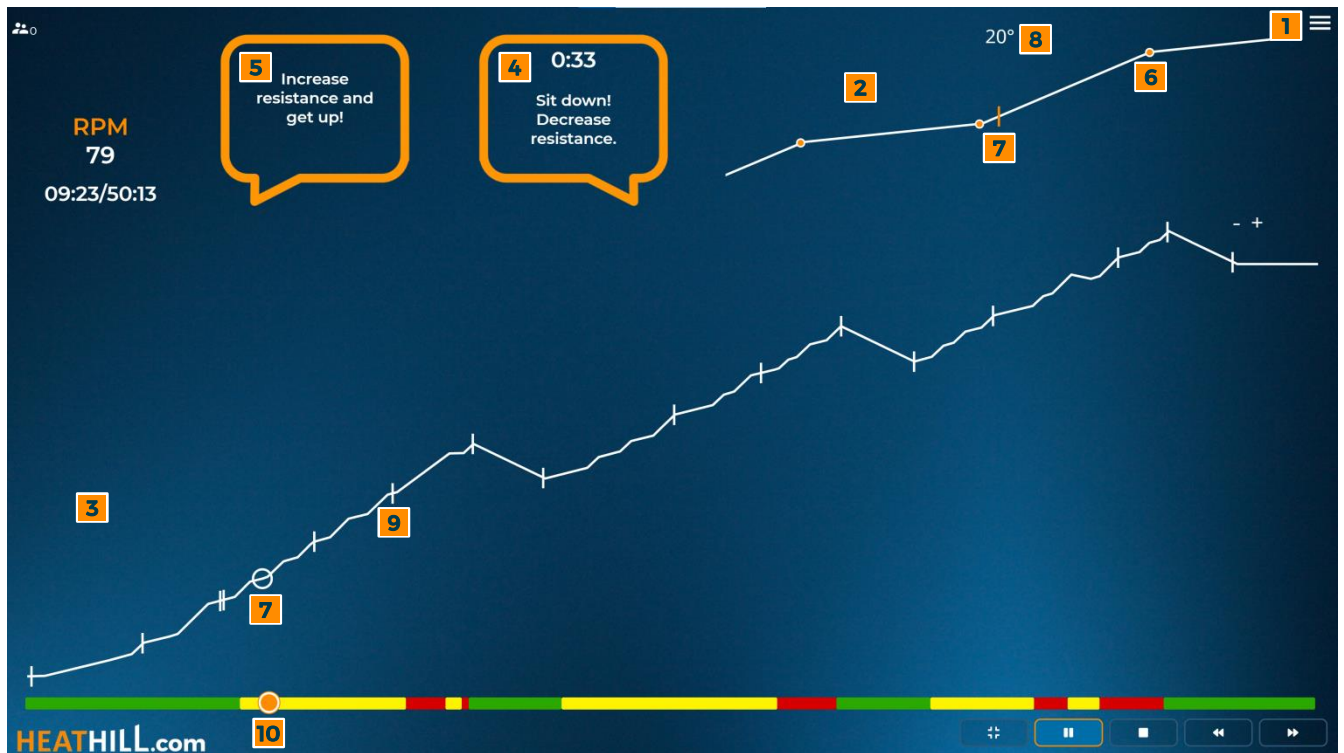 0
1
20° 8
5
Increase
resistance and
get up!
4
0:33
Sit down!
Decrease
resistance.
2
6
7
RPM
79
09:23/50:13
- +
3
9
7
10
HEATHILL.com